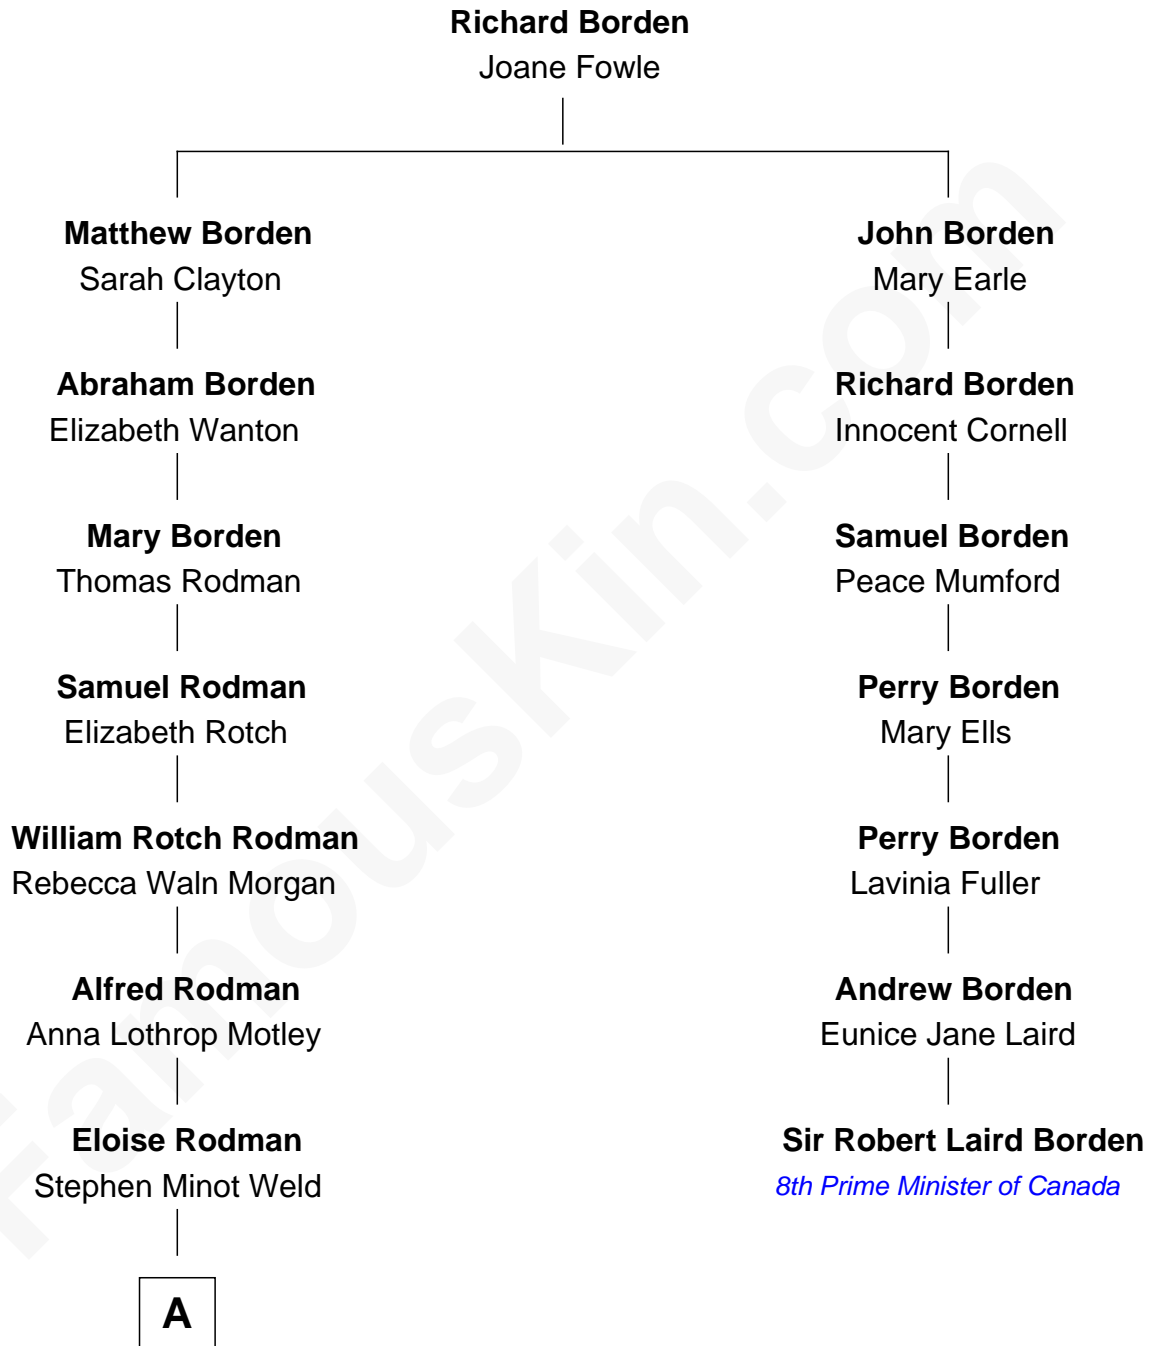 Richard Borden
Joane Fowle
Matthew Borden
Sarah Clayton
John Borden
Mary Earle
Abraham Borden
Elizabeth Wanton
Richard Borden
Innocent Cornell
Mary Borden
Thomas Rodman
Samuel Borden
Peace Mumford
Samuel Rodman
Elizabeth Rotch
Perry Borden
Mary Ells
William Rotch Rodman
Rebecca Waln Morgan
Perry Borden
Lavinia Fuller
Alfred Rodman
Anna Lothrop Motley
Andrew Borden
Eunice Jane Laird
Eloise Rodman
Stephen Minot Weld
Sir Robert Laird Borden
8th Prime Minister of Canada
A
FamousKin.com